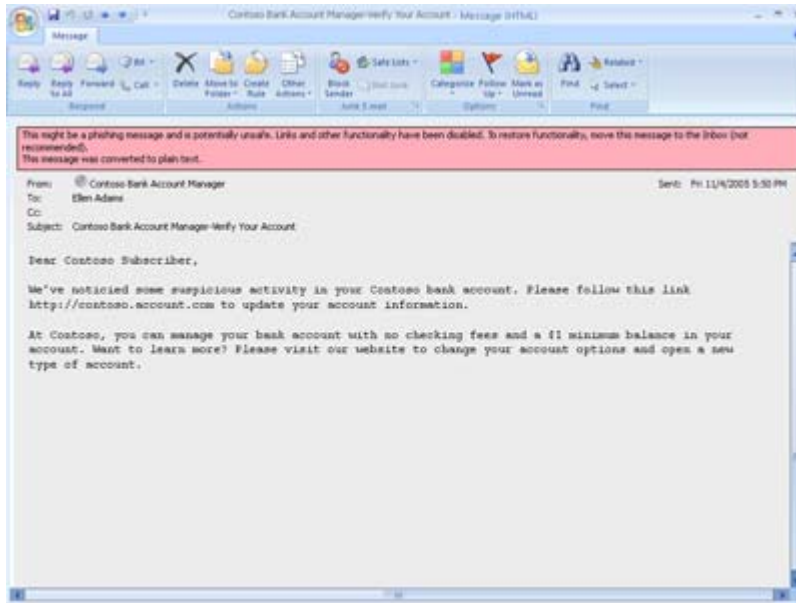 Contoso Bank Account Manager-Verify Your Account - Message (HTML)
Message
Reply Reply to All Forward Call Delete Move to Folder Create Rule Other Actions Block Sender Safe Lists Not Junk Categorize Follow Up Mark as Unread Find Related Select
Respond Actions Junk E-mail Options Find
This might be a phishing message and is potentially unsafe. Links and other functionality have been disabled. To restore functionality, move this message to the Inbox (not
recommended).
This message was converted to plain text.
From: Contoso Bank Account Manager Sent: Fri 11/4/2005 5:50 PM
To: Ellen Adams
Cc:
Subject: Contoso Bank Account Manager-Verify Your Account
Dear Contoso Subscriber,
We've noticied some suspicious activity in your Contoso bank account. Please follow this link
http://contoso.account.com to update your account information.
At Contoso, you can manage your bank account with no checking fees and a $1 minimum balance in your
account. Want to learn more? Please visit our website to change your account options and open a new
type of account.